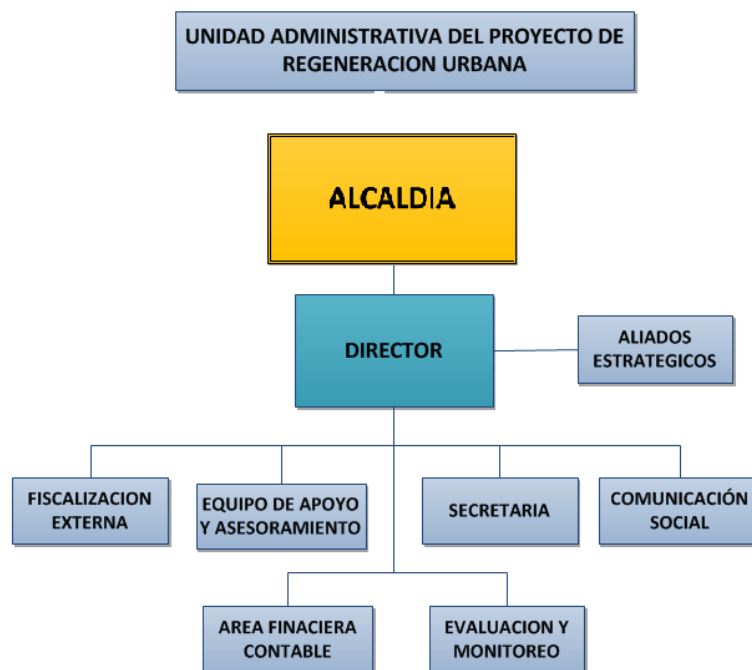 UNIDAD ADMINISTRATIVA DEL PROYECTO DE
REGENERACION URBANA
ALCALDIA
DIRECTOR
ALIADOS
ESTRATEGICOS
FISCALIZACION
EXTERNA
EQUIPO DE APOYO
Y ASESORAMIENTO
SECRETARIA
COMUNICACIÓN
SOCIAL
AREA FINACIERA
CONTABLE
EVALUACION Y
MONITOREO